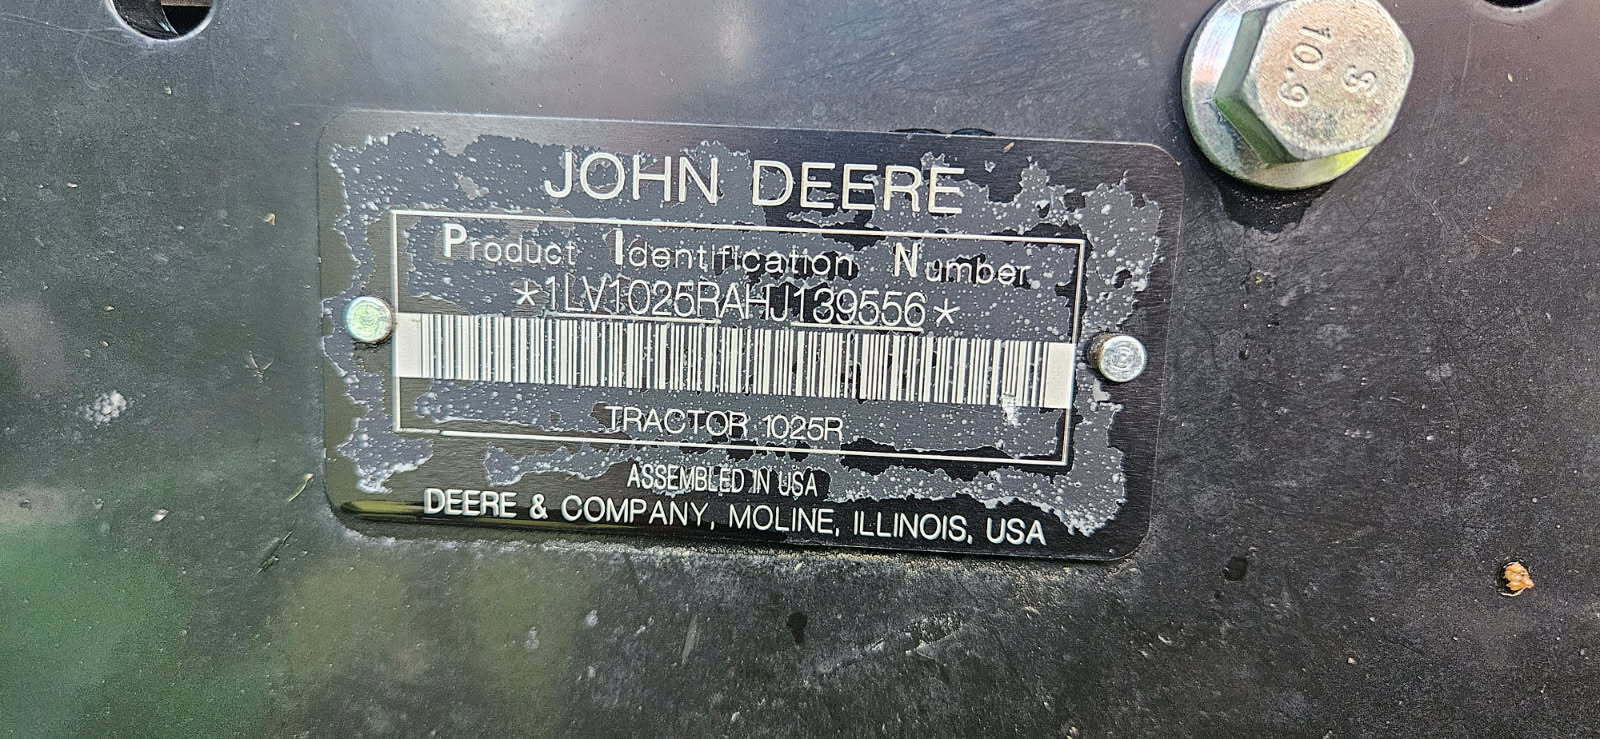 JOHN DEERE
Product Identification Number
*1LV1025RAHJ139556*
TRACTOR 1025R
ASSEMBLED IN USA
DEERE & COMPANY, MOLINE, ILLINOIS, USA
10.9